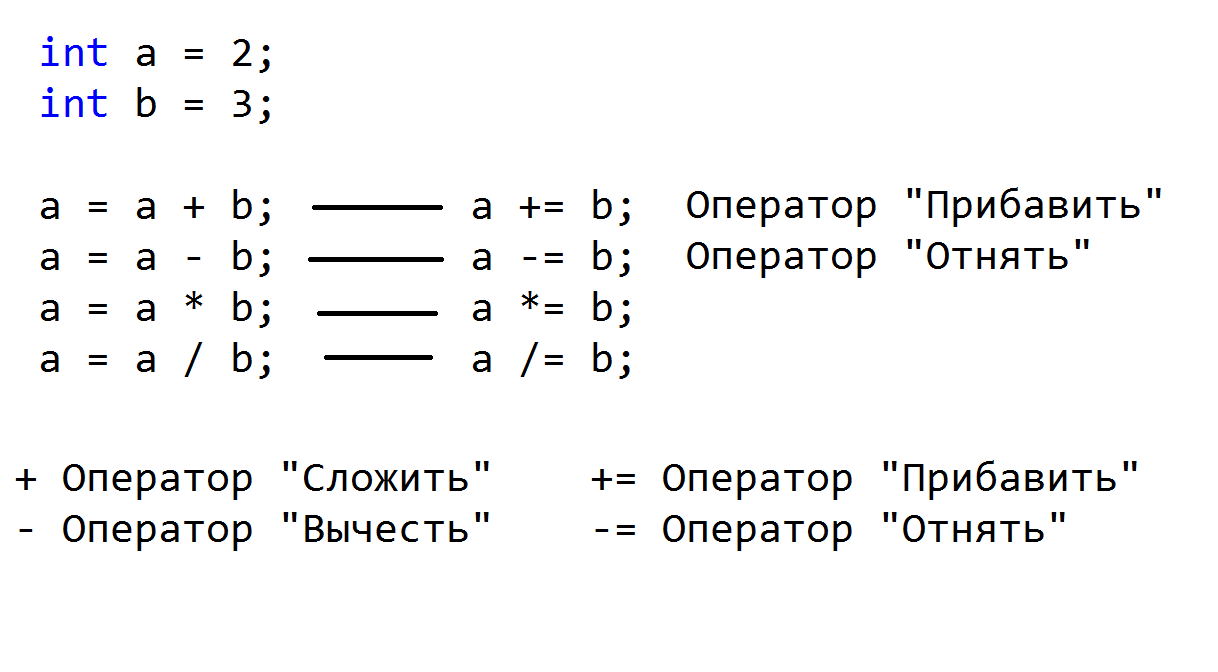 int a = 2;
int b = 3;
a = a + b; a += b; Оператор "Прибавить"
a = a - b; a -= b; Оператор "Отнять"
a = a * b; a *= b;
a = a / b; a /= b;
+ Оператор "Сложить" += Оператор "Прибавить"
- Оператор "Вычесть" -= Оператор "Отнять"